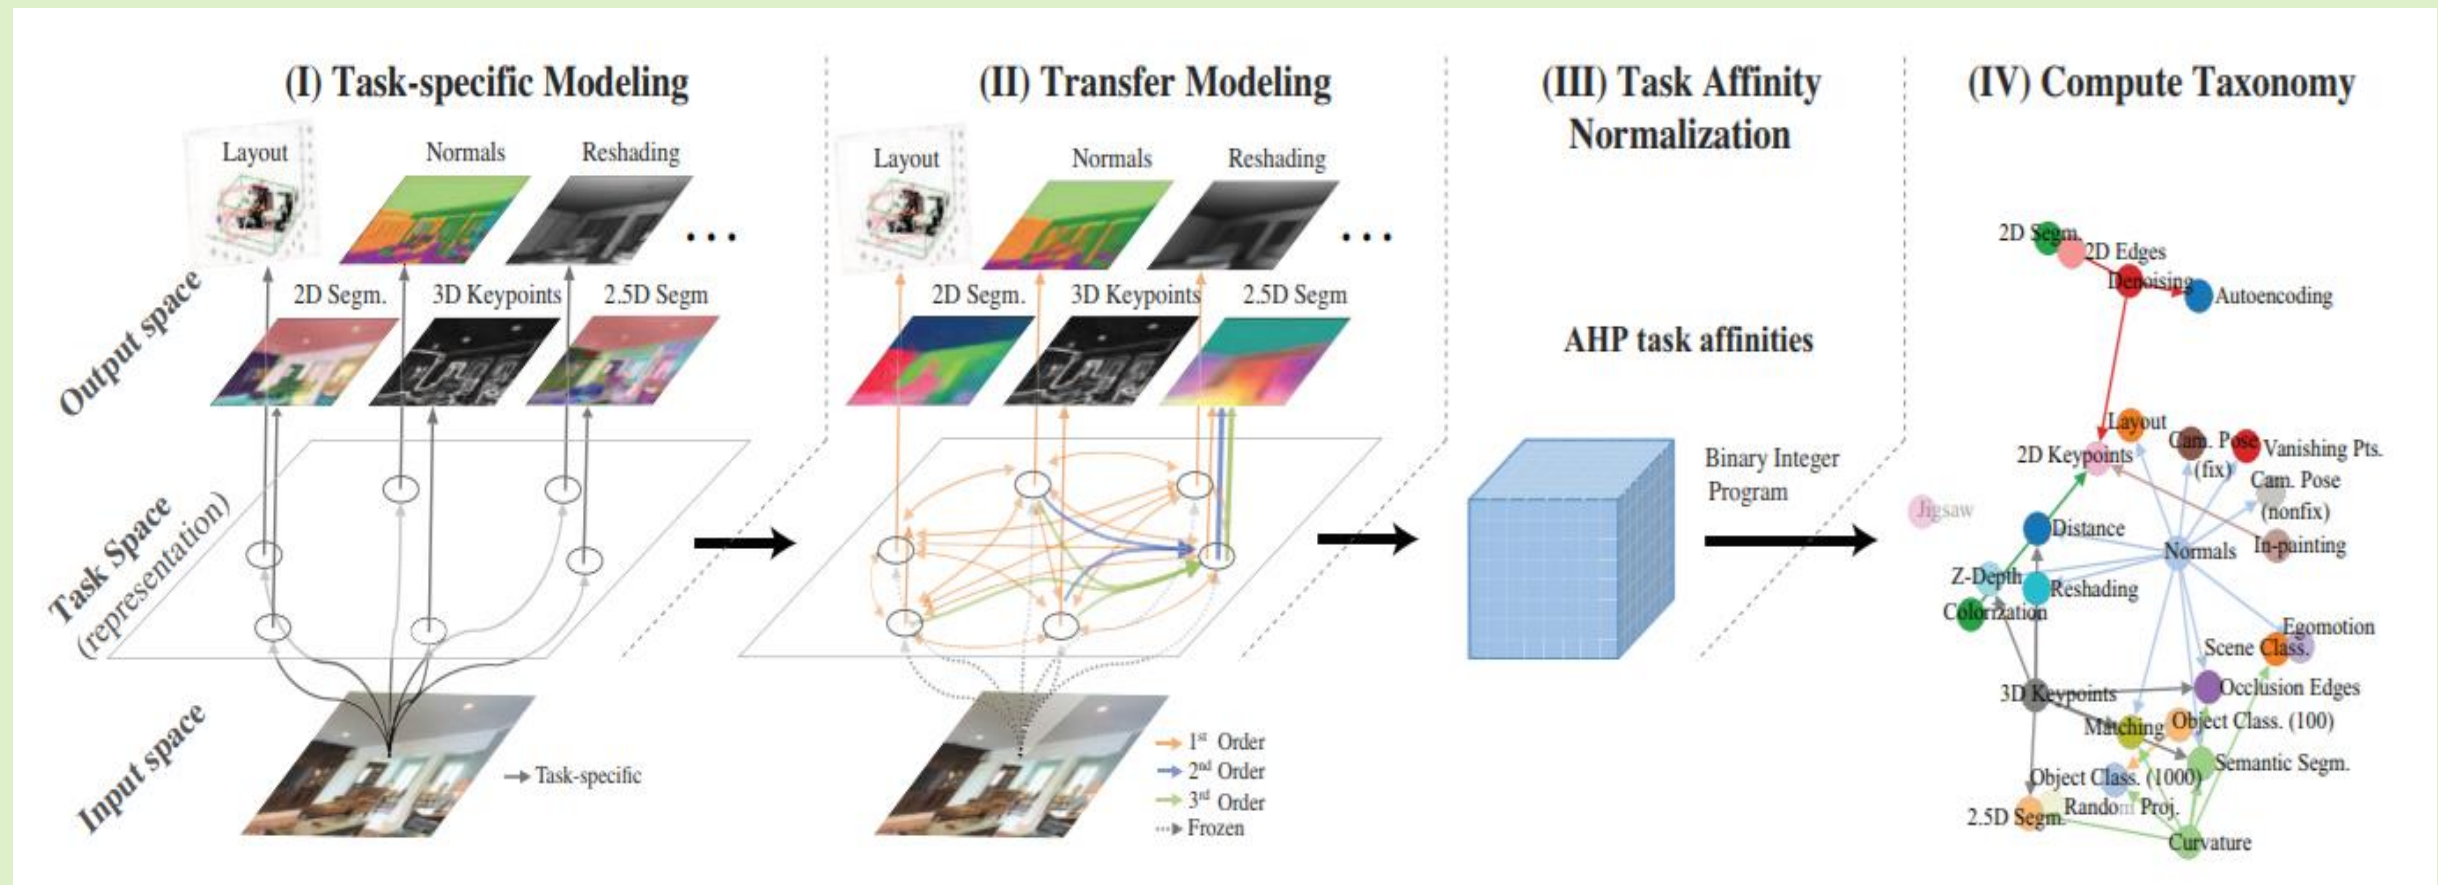 (I) Task-specific Modeling
Layout
Normals
Reshading
...
2D Segm.
3D Keypoints
2.5D Segm
Output space
Task Space
(representation)
Input space
Task-specific
(II) Transfer Modeling
Layout
Normals
Reshading
...
2D Segm.
3D Keypoints
2.5D Segm
1st Order
2nd Order
3rd Order
Frozen
(III) Task Affinity
Normalization
AHP task affinities
Binary Integer
Program
(IV) Compute Taxonomy
2D Segm.
2D Edges
Denoising
Autoencoding
Layout
Cam. Pose
(fix)
Vanishing Pts.
2D Keypoints
Cam. Pose
(nonfix)
Jigsaw
Distance
Normals
In-painting
Z-Depth
Reshading
Colorization
Egomotion
Scene Class.
3D Keypoints
Occlusion Edges
Matching
Object Class. (100)
Semantic Segm.
Object Class. (1000)
Random Proj.
2.5D Segm.
Curvature